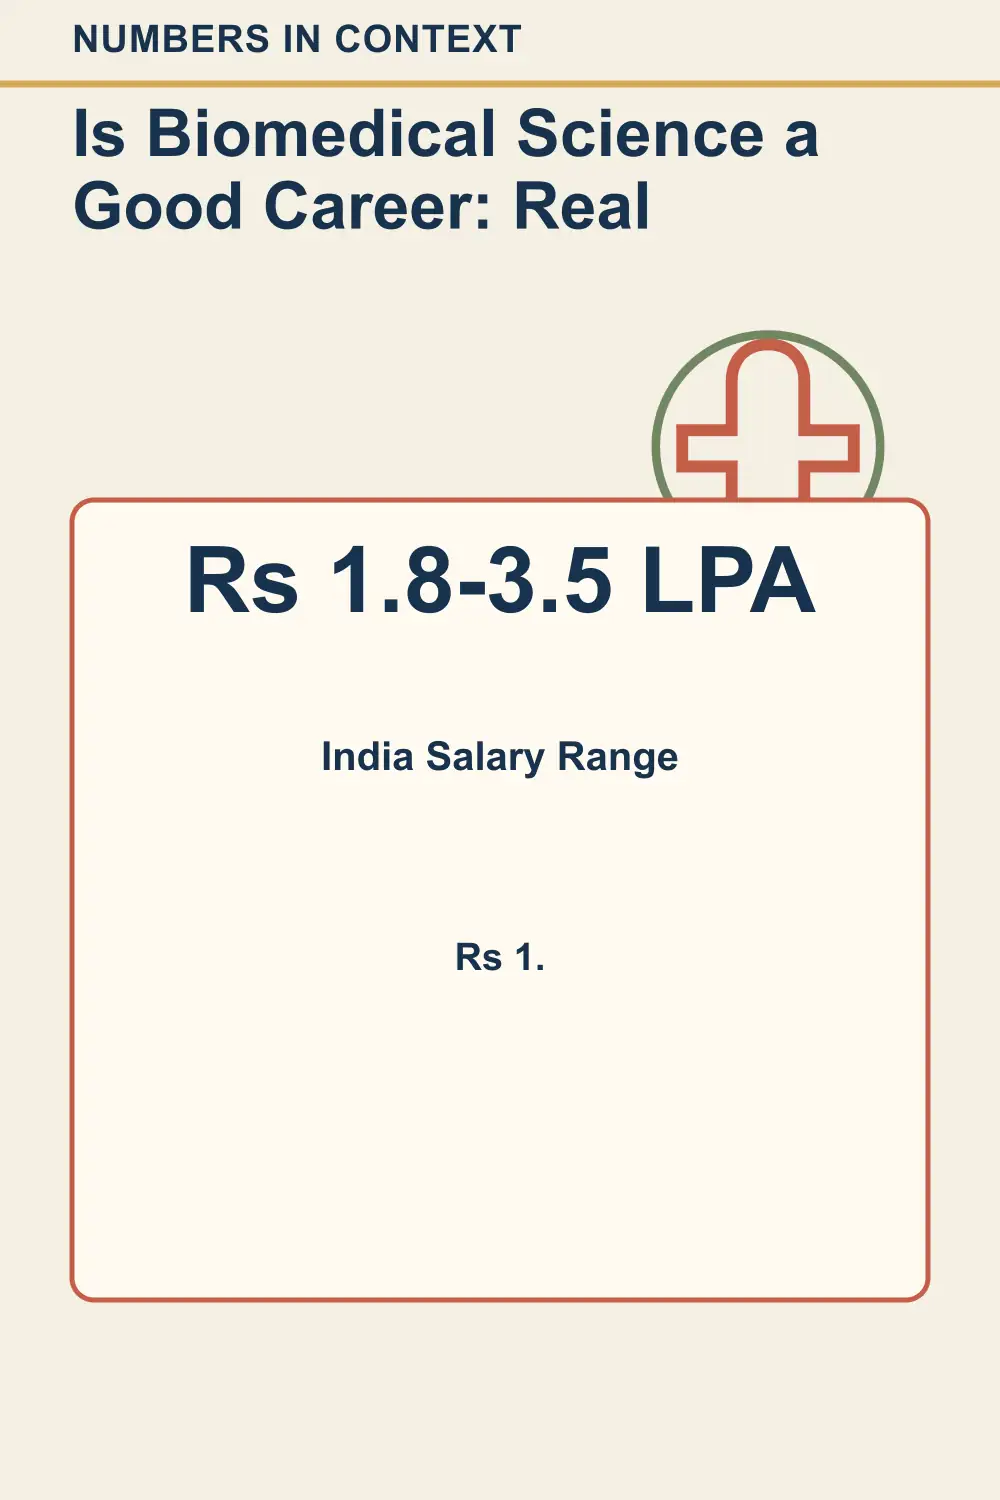 NUMBERS IN CONTEXT
Is Biomedical Science a
Good Career: Real
Rs 1.8-3.5 LPA
India Salary Range
Rs 1.